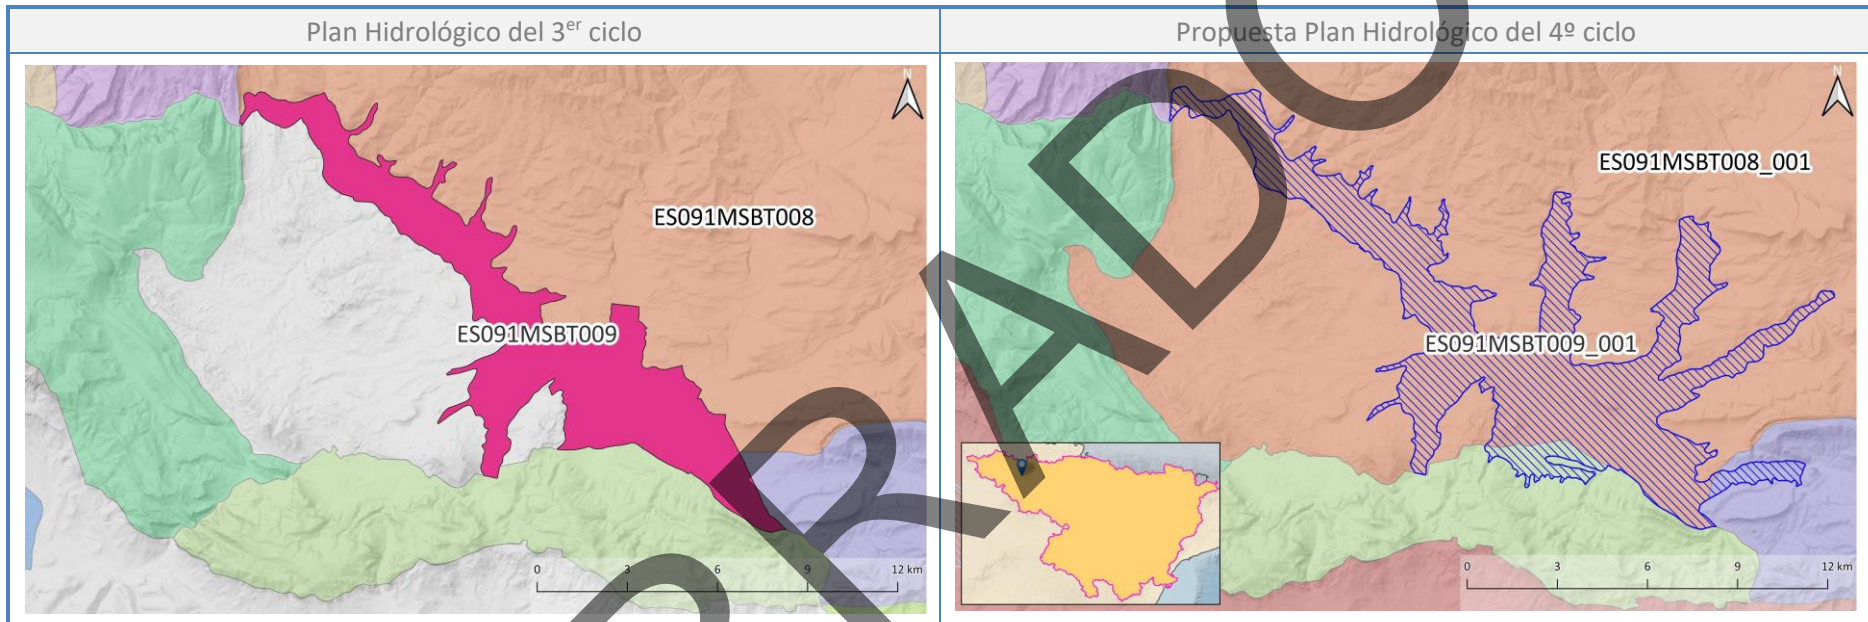 Plan Hidrológico del 3er ciclo
Propuesta Plan Hidrológico del 4º ciclo
N
ES091MSBT008
ES091MSBT009
0 3 6 9 12 km
N
ES091MSBT008_001
ES091MSBT009_001
0 3 6 9 12 km
RADO